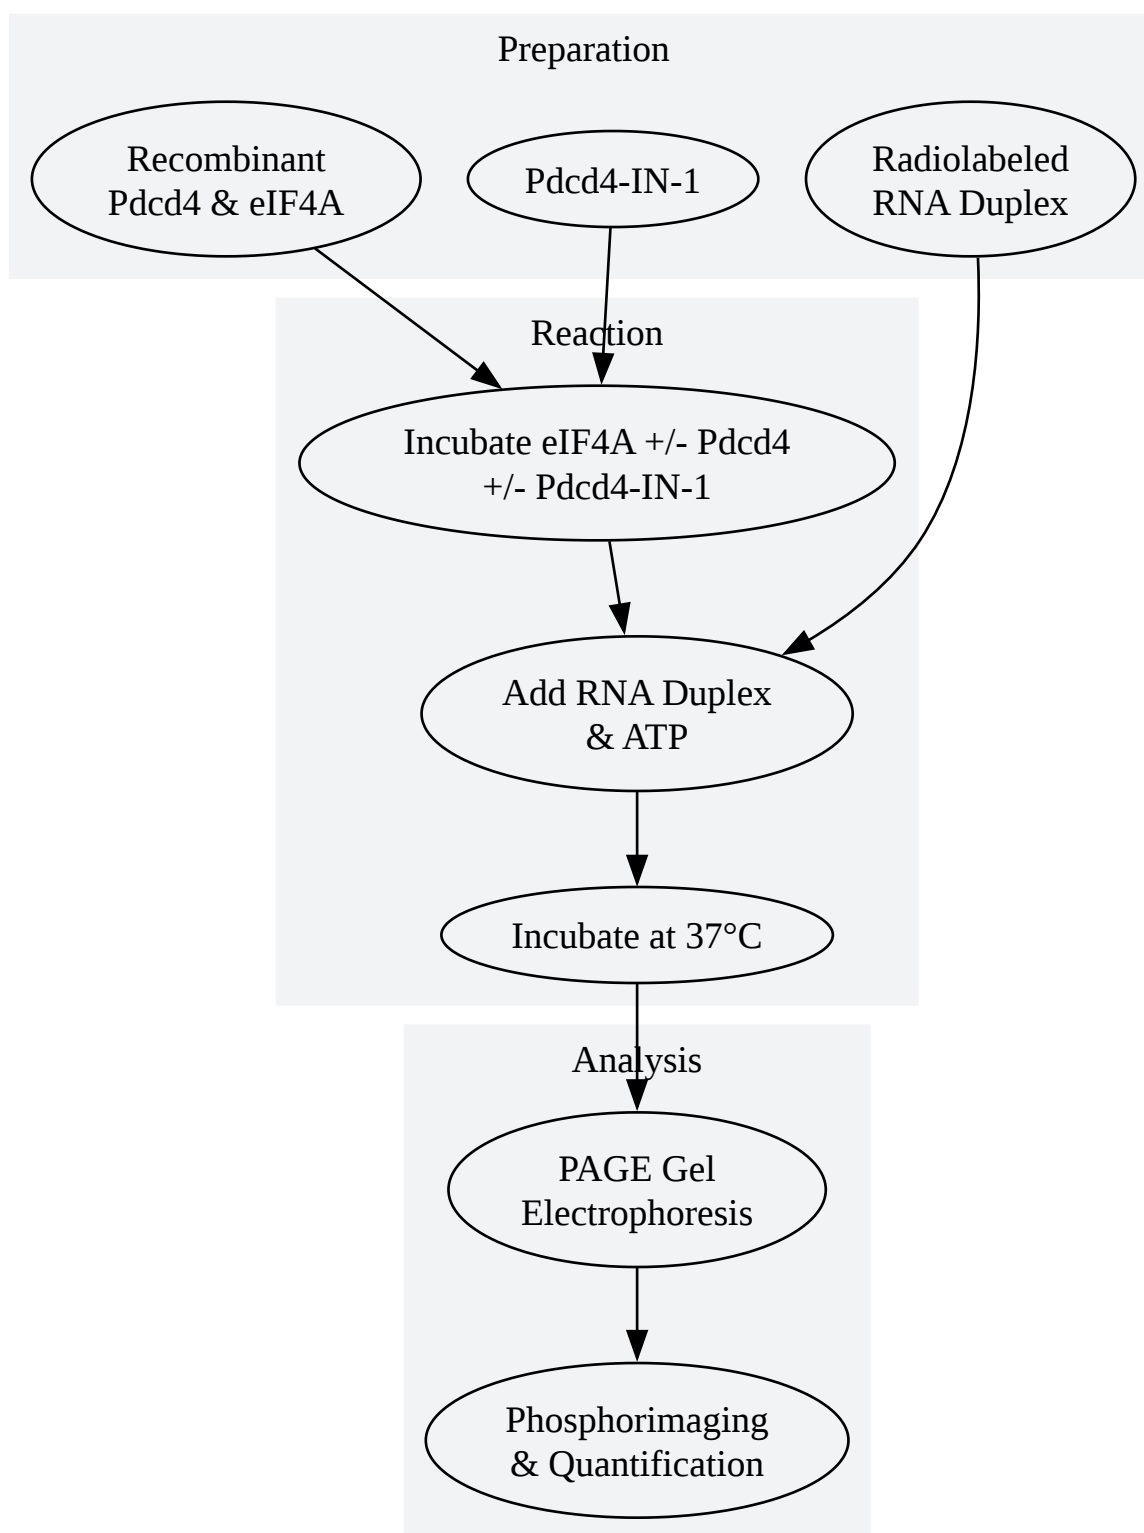 Preparation
Recombinant
Pdcd4 & eIF4A
Pdcd4-IN-1
Radiolabeled
RNA Duplex
Reaction
Incubate eIF4A +/- Pdcd4
+/- Pdcd4-IN-1
Add RNA Duplex
& ATP
Incubate at 37°C
Analysis
PAGE Gel
Electrophoresis
Phosphorimaging
& Quantification